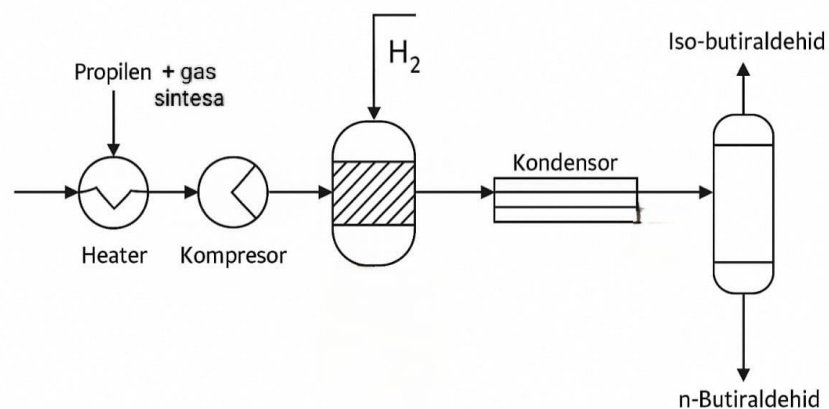 Iso-butiraldehid
H₂
Propilen + gas
sintesa
Kondensor
Heater
Kompresor
n-Butiraldehid